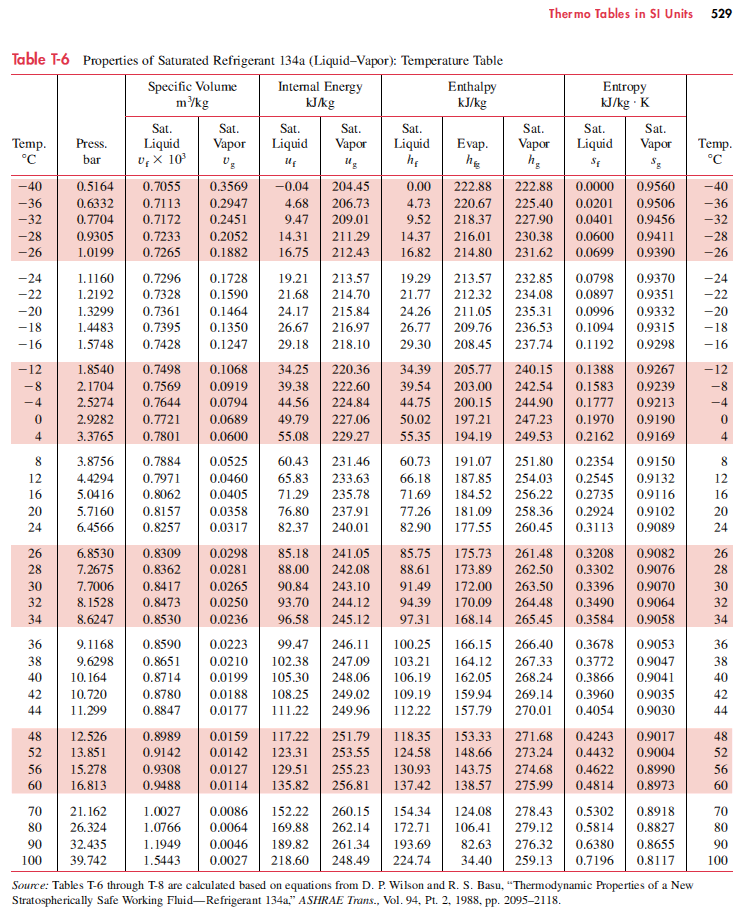 Thermo Tables in SI Units 529
Table T-6 Properties of Saturated Refrigerant 134a (Liquid–Vapor): Temperature Table
Specific Volume Internal Energy Enthalpy Entropy
m³/kg kJ/kg kJ/kg kJ/kg · K
Sat. Sat. Sat. Sat. Sat. Sat. Sat. Sat.
Temp. Press. Liquid Vapor Liquid Vapor Liquid Evap. Vapor Liquid Vapor Temp.
°C bar vf × 10³ vg uf ug hf hfg hg sf sg °C
−40 0.5164 0.7055 0.3569 −0.04 204.45 0.00 222.88 222.88 0.0000 0.9560 −40
−36 0.6332 0.7113 0.2947 4.68 206.73 4.73 220.67 225.40 0.0201 0.9506 −36
−32 0.7704 0.7172 0.2451 9.47 209.01 9.52 218.37 227.90 0.0401 0.9456 −32
−28 0.9305 0.7233 0.2052 14.31 211.29 14.37 216.01 230.38 0.0600 0.9411 −28
−26 1.0199 0.7265 0.1882 16.75 212.43 16.82 214.80 231.62 0.0699 0.9390 −26
−24 1.1160 0.7296 0.1728 19.21 213.57 19.29 213.57 232.85 0.0798 0.9370 −24
−22 1.2192 0.7328 0.1590 21.68 214.70 21.77 212.32 234.08 0.0897 0.9351 −22
−20 1.3299 0.7361 0.1464 24.17 215.84 24.26 211.05 235.31 0.0996 0.9332 −20
−18 1.4483 0.7395 0.1350 26.67 216.97 26.77 209.76 236.53 0.1094 0.9315 −18
−16 1.5748 0.7428 0.1247 29.18 218.10 29.30 208.45 237.74 0.1192 0.9298 −16
−12 1.8540 0.7498 0.1068 34.25 220.36 34.39 205.77 240.15 0.1388 0.9267 −12
−8 2.1704 0.7569 0.0919 39.38 222.60 39.54 203.00 242.54 0.1583 0.9239 −8
−4 2.5274 0.7644 0.0794 44.56 224.84 44.75 200.15 244.90 0.1777 0.9213 −4
0 2.9282 0.7721 0.0689 49.79 227.06 50.02 197.21 247.23 0.1970 0.9190 0
4 3.3765 0.7801 0.0600 55.08 229.27 55.35 194.19 249.53 0.2162 0.9169 4
8 3.8756 0.7884 0.0525 60.43 231.46 60.73 191.07 251.80 0.2354 0.9150 8
12 4.4294 0.7971 0.0460 65.83 233.63 66.18 187.85 254.03 0.2545 0.9132 12
16 5.0416 0.8062 0.0405 71.29 235.78 71.69 184.52 256.22 0.2735 0.9116 16
20 5.7160 0.8157 0.0358 76.80 237.91 77.26 181.09 258.36 0.2924 0.9102 20
24 6.4566 0.8257 0.0317 82.37 240.01 82.90 177.55 260.45 0.3113 0.9089 24
26 6.8530 0.8309 0.0298 85.18 241.05 85.75 175.73 261.48 0.3208 0.9082 26
28 7.2675 0.8362 0.0281 88.00 242.08 88.61 173.89 262.50 0.3302 0.9076 28
30 7.7006 0.8417 0.0265 90.84 243.10 91.49 172.00 263.50 0.3396 0.9070 30
32 8.1528 0.8473 0.0250 93.70 244.12 94.39 170.09 264.48 0.3490 0.9064 32
34 8.6247 0.8530 0.0236 96.58 245.12 97.31 168.14 265.45 0.3584 0.9058 34
36 9.1168 0.8590 0.0223 99.47 246.11 100.25 166.15 266.40 0.3678 0.9053 36
38 9.6298 0.8651 0.0210 102.38 247.09 103.21 164.12 267.33 0.3772 0.9047 38
40 10.164 0.8714 0.0199 105.30 248.06 106.19 162.05 268.24 0.3866 0.9041 40
42 10.720 0.8780 0.0188 108.25 249.02 109.19 159.94 269.14 0.3960 0.9035 42
44 11.299 0.8847 0.0177 111.22 249.96 112.22 157.79 270.01 0.4054 0.9030 44
48 12.526 0.8989 0.0159 117.22 251.79 118.35 153.33 271.68 0.4243 0.9017 48
52 13.851 0.9142 0.0142 123.31 253.55 124.58 148.66 273.24 0.4432 0.9004 52
56 15.278 0.9308 0.0127 129.51 255.23 130.93 143.75 274.68 0.4622 0.8990 56
60 16.813 0.9488 0.0114 135.82 256.81 137.42 138.57 275.99 0.4814 0.8973 60
70 21.162 1.0027 0.0086 152.22 260.15 154.34 124.08 278.43 0.5302 0.8918 70
80 26.324 1.0766 0.0064 169.88 262.14 172.71 106.41 279.12 0.5814 0.8827 80
90 32.435 1.1949 0.0046 189.82 261.34 193.69 82.63 276.32 0.6380 0.8655 90
100 39.742 1.5443 0.0027 218.60 248.49 224.74 34.40 259.13 0.7196 0.8117 100
Source: Tables T-6 through T-8 are calculated based on equations from D. P. Wilson and R. S. Basu, “Thermodynamic Properties of a New
Stratospherically Safe Working Fluid—Refrigerant 134a,” ASHRAE Trans., Vol. 94, Pt. 2, 1988, pp. 2095–2118.